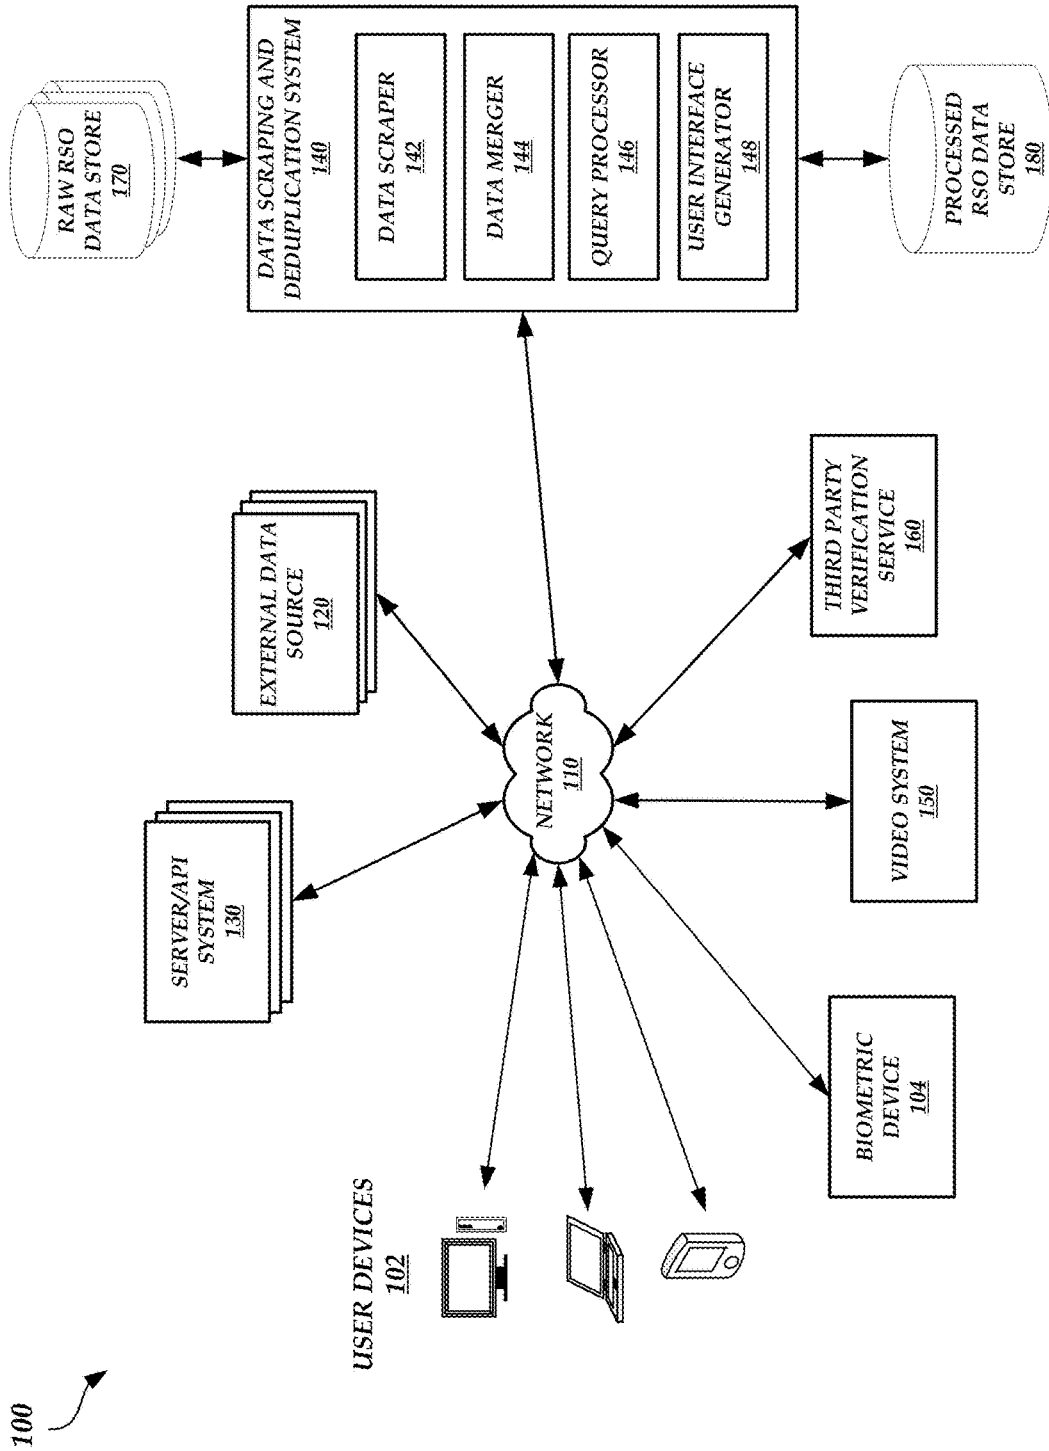 100
USER DEVICES
102
SERVER/API
SYSTEM
130
EXTERNAL DATA
SOURCE
120
RAW RSO
DATA STORE
170
DATA SCRAPING AND
DEDUPLICATION SYSTEM
140
DATA SCRAPER
142
DATA MERGER
144
QUERY PROCESSOR
146
USER INTERFACE
GENERATOR
148
NETWORK
110
BIOMETRIC
DEVICE
104
VIDEO SYSTEM
150
THIRD PARTY
VERIFICATION
SERVICE
160
PROCESSED
RSO DATA
STORE
180